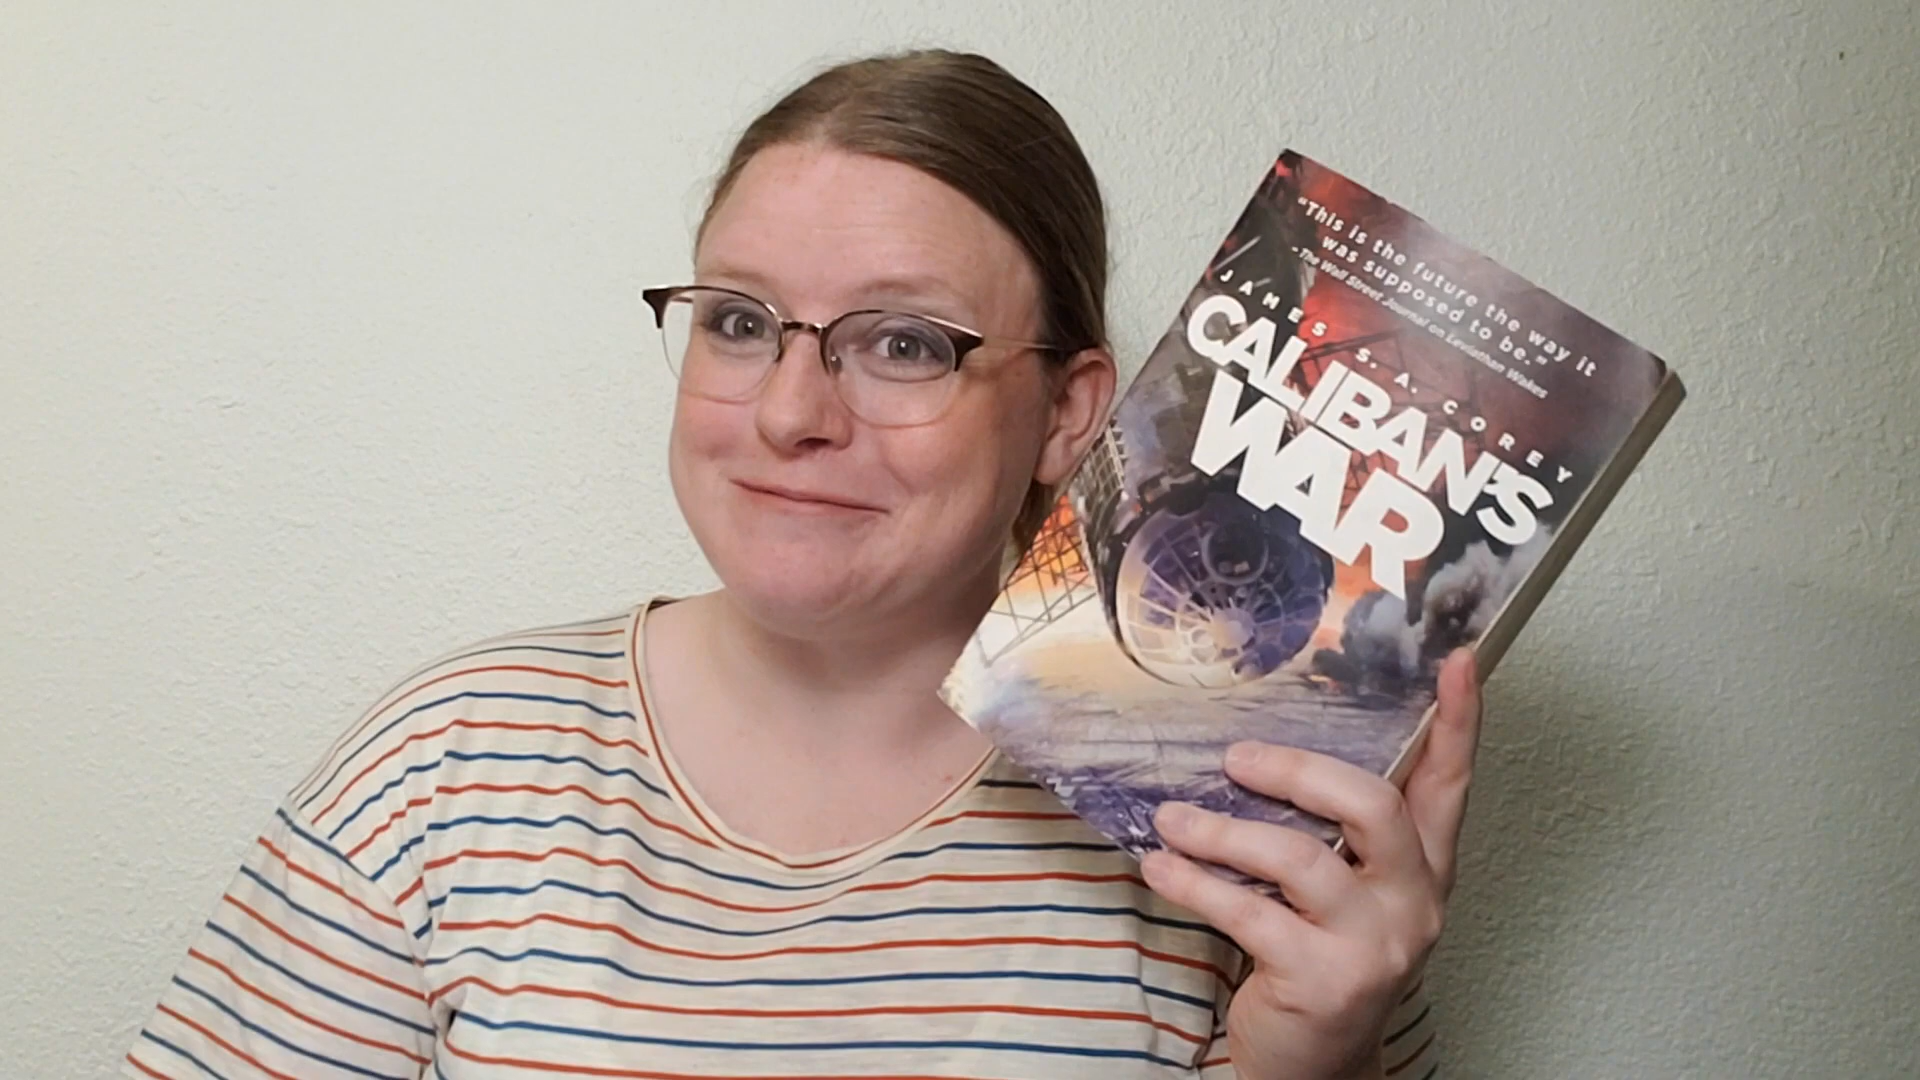 “This is the future the way it
was supposed to be.”
-The Wall Street Journal on Leviathan Wakes
JAMES S. A. COREY
CALIBAN'S
WAR